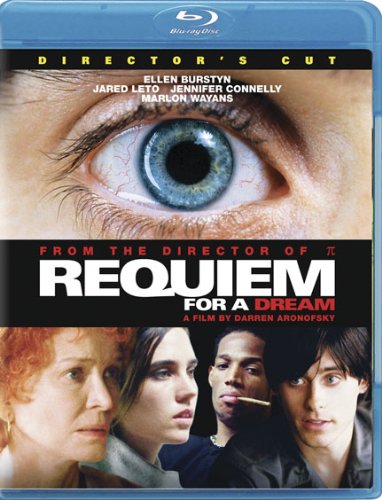 Blu-ray Disc
DIRECTOR'S CUT
ELLEN BURSTYN
JARED LETO JENNIFER CONNELLY
MARLON WAYANS
FROM THE DIRECTOR OF π
REQUIEM
FOR A DREAM
A FILM BY DARREN ARONOFSKY